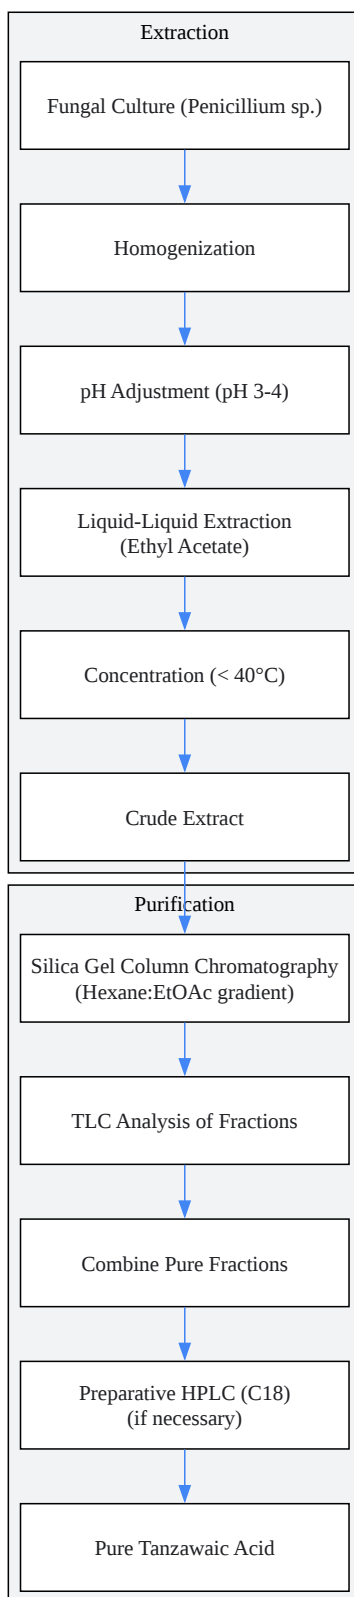 Extraction
Fungal Culture (Penicillium sp.)
Homogenization
pH Adjustment (pH 3-4)
Liquid-Liquid Extraction
(Ethyl Acetate)
Concentration (< 40°C)
Crude Extract
Purification
Silica Gel Column Chromatography
(Hexane:EtOAc gradient)
TLC Analysis of Fractions
Combine Pure Fractions
Preparative HPLC (C18)
(if necessary)
Pure Tanzawaic Acid